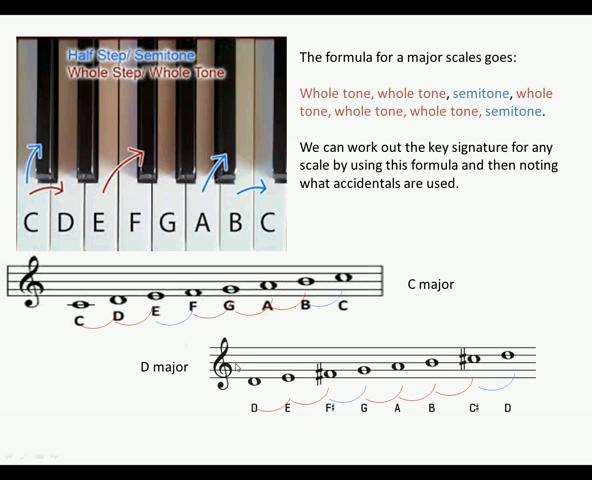 Half Step/ Semitone
Whole Step/ Whole Tone
C D E F G A B C
The formula for a major scales goes:
Whole tone, whole tone, semitone, whole
tone, whole tone, whole tone, semitone.
We can work out the key signature for any
scale by using this formula and then noting
what accidentals are used.
C D E F G A B C
C major
D major
D E F♯ G A B C♯ D